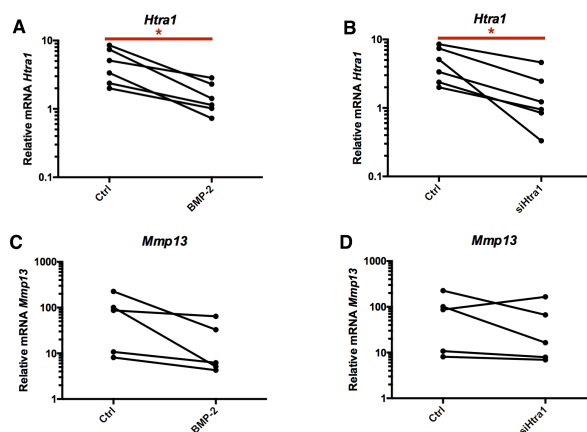 A
Htra1
*
Relative mRNA Htra1
10
1
0.1
Ctrl
BMP-2
B
Htra1
*
Relative mRNA Htra1
10
1
0.1
Ctrl
siHtra1
C
Mmp13
Relative mRNA Mmp13
1000
100
10
1
Ctrl
BMP-2
D
Mmp13
Relative mRNA Mmp13
1000
100
10
1
Ctrl
siHtra1